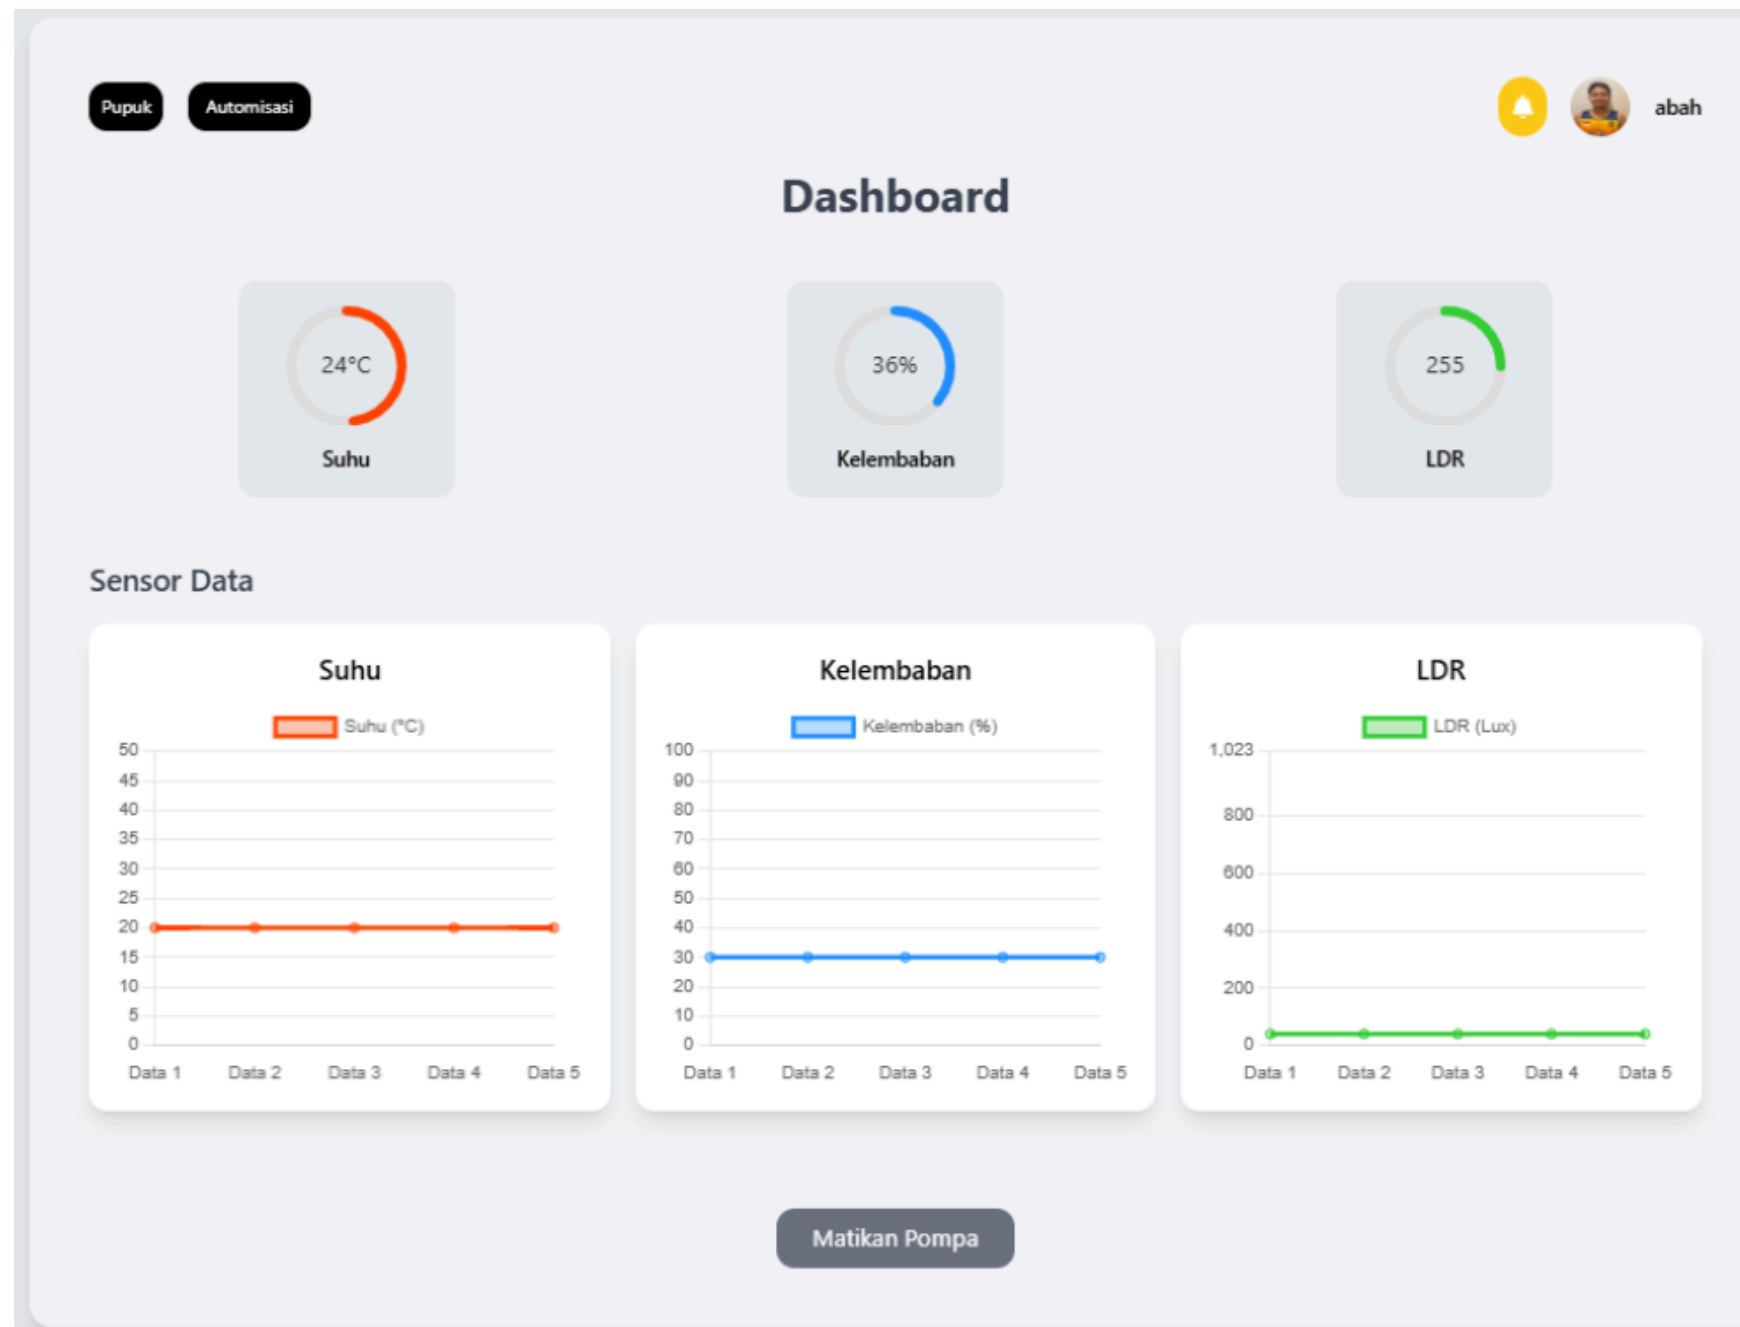 Pupuk Automisasi abah
Dashboard
24°C 36% 255
Suhu Kelembaban LDR
Sensor Data
Suhu
Suhu (°C)
50
45
40
35
30
25
20
15
10
5
0
Data 1 Data 2 Data 3 Data 4 Data 5
Kelembaban
Kelembaban (%)
100
90
80
70
60
50
40
30
20
10
0
Data 1 Data 2 Data 3 Data 4 Data 5
LDR
LDR (Lux)
1,023
800
600
400
200
0
Data 1 Data 2 Data 3 Data 4 Data 5
Matikan Pompa